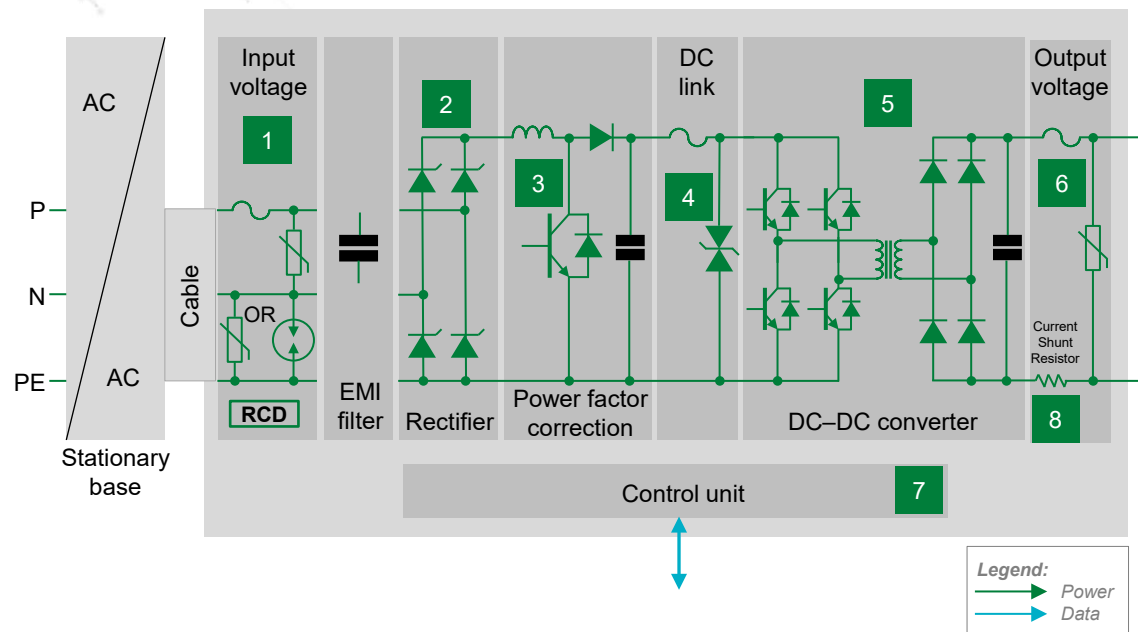 Input
voltage
DC
link
Output
voltage
AC
1
2
3
4
5
6
P
N
PE
Cable
OR
AC
RCD
EMI
filter
Rectifier
Power factor
correction
DC–DC converter
Current
Shunt
Resistor
8
Stationary
base
Control unit
7
Legend:
Power
Data